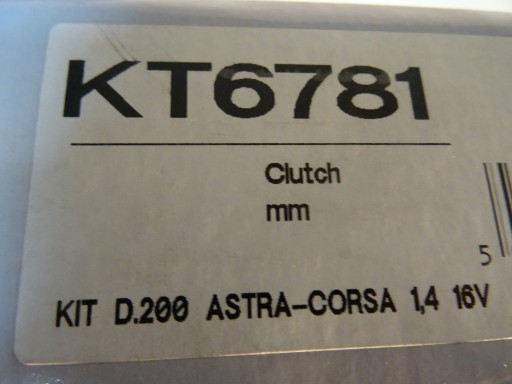 KT6781
Clutch
mm
5
KIT D.200 ASTRA-CORSA 1,4 16V